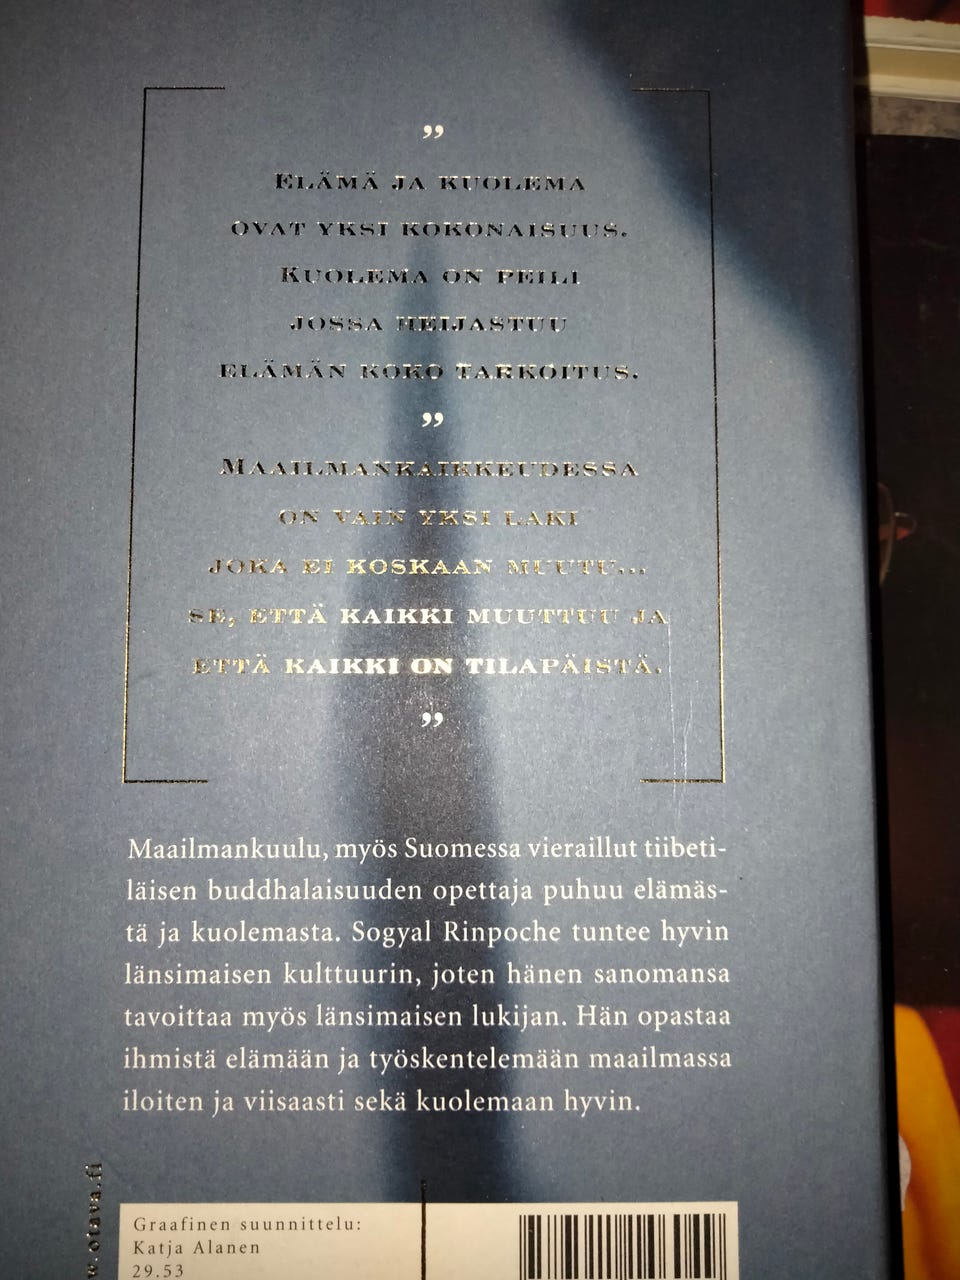 ”
ELÄMÄ JA KUOLEMA
OVAT YKSI KOKONAISUUS.
KUOLEMA ON PEILI
JOSSA HEIJASTUU
ELÄMÄN KOKO TARKOITUS.
”
MAAILMANKAIKKEUDESSA
ON VAIN YKSI LAKI
JOKA EI KOSKAAN MUUTU...
SE, ETTÄ KAIKKI MUUTTUU JA
ETTÄ KAIKKI ON TILAPÄISTÄ.
”
Maailmankuulu, myös Suomessa vieraillut tiibeti-
läisen buddhalaisuuden opettaja puhuu elämäs-
tä ja kuolemasta. Sogyal Rinpoche tuntee hyvin
länsimaisen kulttuurin, joten hänen sanomansa
tavoittaa myös länsimaisen lukijan. Hän opastaa
ihmistä elämään ja työskentelemään maailmassa
iloiten ja viisaasti sekä kuolemaan hyvin.
w.otava.fi
Graafinen suunnittelu:
Katja Alanen
29.53